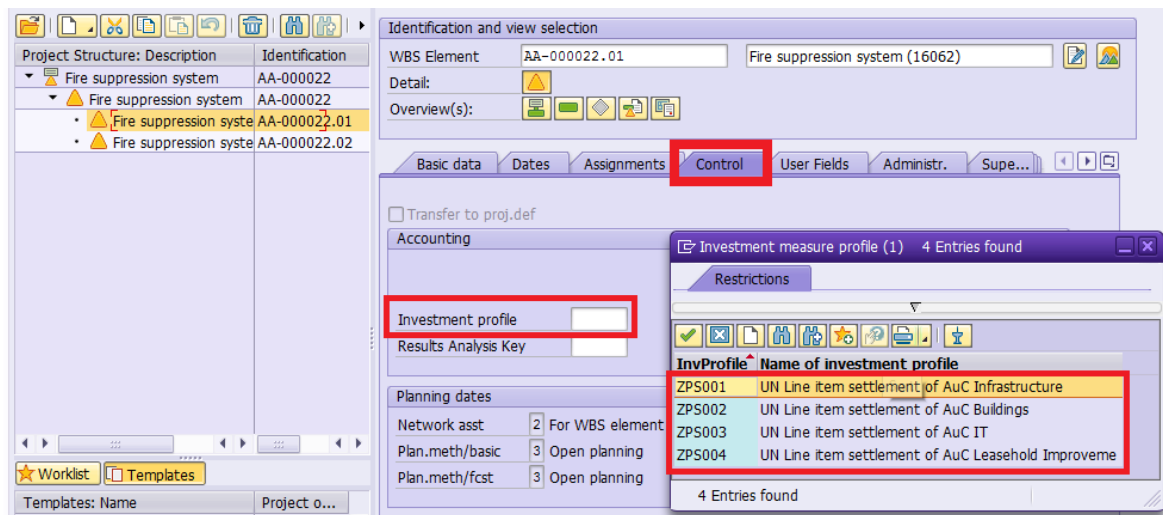 Project Structure: Description Identification
Fire suppression system AA-000022
Fire suppression system AA-000022
Fire suppression syste AA-000022.01
Fire suppression syste AA-000022.02
Worklist Templates
Templates: Name Project o...
Identification and view selection
WBS Element AA-000022.01 Fire suppression system (16062)
Detail:
Overview(s):
Basic data Dates Assignments Control User Fields Administr. Supe...
Transfer to proj.def
Accounting
Investment profile
Results Analysis Key
Planning dates
Network asst 2 For WBS element
Plan.meth/basic 3 Open planning
Plan.meth/fcst 3 Open planning
Investment measure profile (1) 4 Entries found
Restrictions
InvProfile Name of investment profile
ZPS001 UN Line item settlement of AuC Infrastructure
ZPS002 UN Line item settlement of AuC Buildings
ZPS003 UN Line item settlement of AuC IT
ZPS004 UN Line item settlement of AuC Leasehold Improveme
4 Entries found